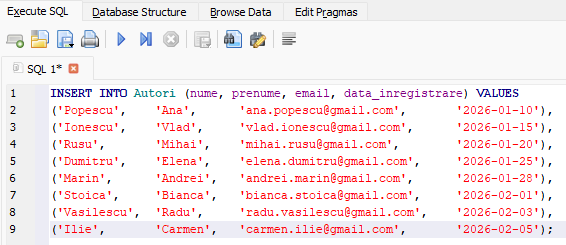 Execute SQL Database Structure Browse Data Edit Pragmas
SQL 1*
1 INSERT INTO Autori (nume, prenume, email, data_inregistrare) VALUES
2 ('Popescu', 'Ana', 'ana.popescu@gmail.com', '2026-01-10'),
3 ('Ionescu', 'Vlad', 'vlad.ionescu@gmail.com', '2026-01-15'),
4 ('Rusu', 'Mihai', 'mihai.rusu@gmail.com', '2026-01-20'),
5 ('Dumitru', 'Elena', 'elena.dumitru@gmail.com', '2026-01-25'),
6 ('Marin', 'Andrei', 'andrei.marin@gmail.com', '2026-01-28'),
7 ('Stoica', 'Bianca', 'bianca.stoica@gmail.com', '2026-02-01'),
8 ('Vasilescu', 'Radu', 'radu.vasilescu@gmail.com', '2026-02-03'),
9 ('Ilie', 'Carmen', 'carmen.ilie@gmail.com', '2026-02-05');